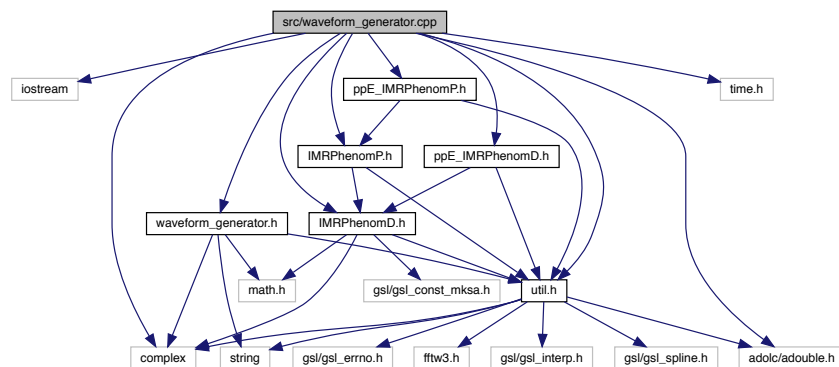 src/waveform_generator.cpp
iostream
ppE_IMRPhenomP.h
time.h
IMRPhenomP.h
ppE_IMRPhenomD.h
waveform_generator.h
IMRPhenomD.h
math.h
gsl/gsl_const_mksa.h
util.h
complex
string
gsl/gsl_errno.h
fftw3.h
gsl/gsl_interp.h
gsl/gsl_spline.h
adolc/adouble.h